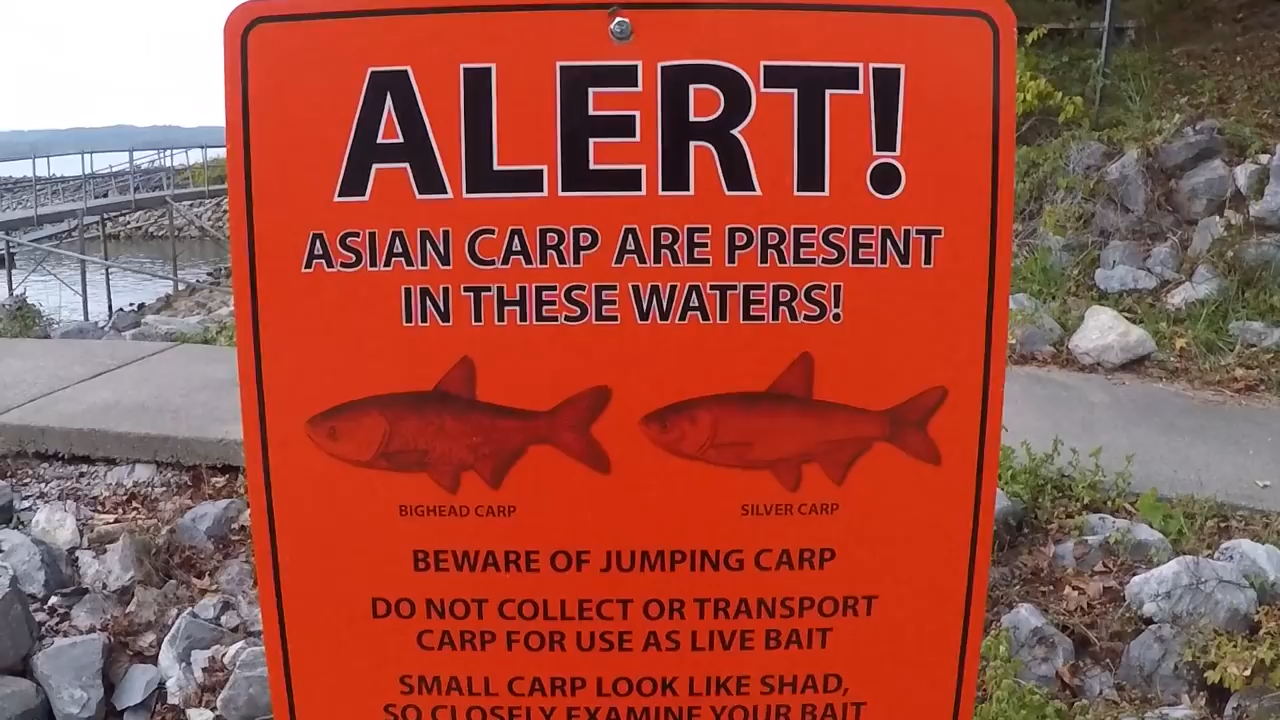 ALERT!
ASIAN CARP ARE PRESENT
IN THESE WATERS!
BIGHEAD CARP
SILVER CARP
BEWARE OF JUMPING CARP
DO NOT COLLECT OR TRANSPORT
CARP FOR USE AS LIVE BAIT
SMALL CARP LOOK LIKE SHAD,
SO CLOSELY EXAMINE YOUR BAIT